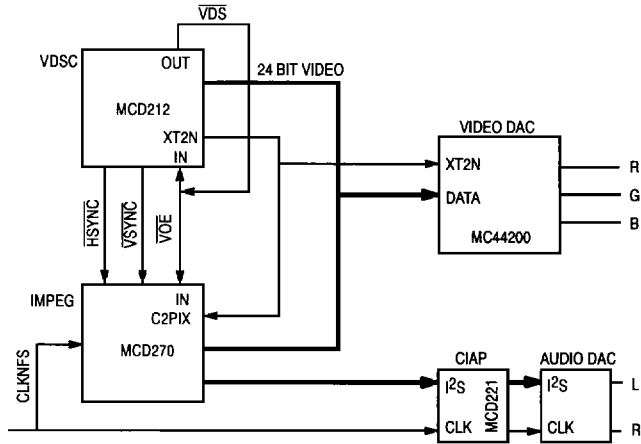 VDS
VDSC
OUT
24 BIT VIDEO
MCD212
XT2N
IN
VIDEO DAC
XT2N
R
DATA
G
B
MC44200
HSYNC
VSYNC
VOE
IMPEG
IN
C2PIX
MCD270
CLKNFS
CIAP
AUDIO DAC
I²S
MCD221
I²S
L
CLK
CLK
R